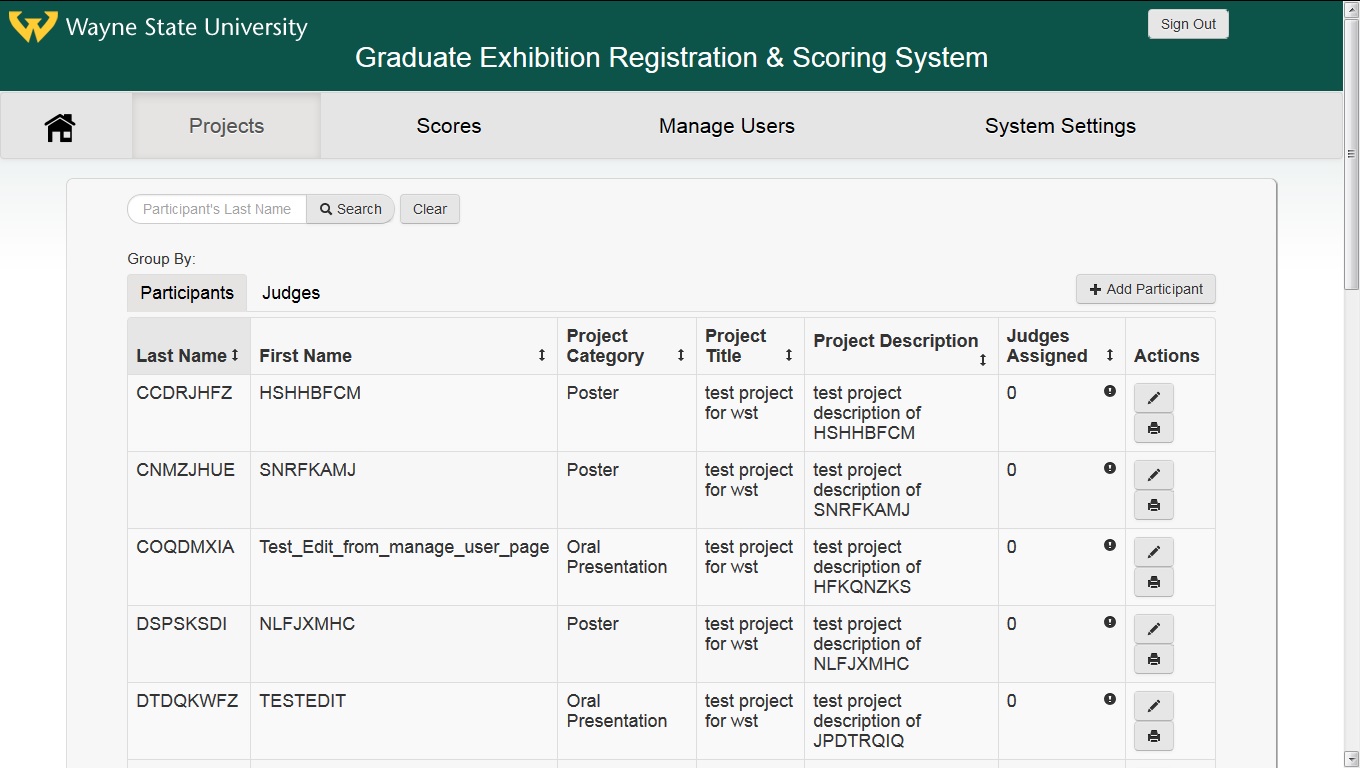 Wayne State University
Sign Out
Graduate Exhibition Registration & Scoring System
Projects
Scores
Manage Users
System Settings
Participant's Last Name
Search
Clear
Group By:
Participants
Judges
Add Participant
Last Name
First Name
Project
Category
Project
Title
Project Description
Judges
Assigned
Actions
CCDRJHFZ
HSHHBFCM
Poster
test project
for wst
test project
description of
HSHHBFCM
0
CNMZJHUE
SNRFKAMJ
Poster
test project
for wst
test project
description of
SNRFKAMJ
0
COQDMXIA
Test_Edit_from_manage_user_page
Oral
Presentation
test project
for wst
test project
description of
HFKQNZKS
0
DSPSKSDI
NLFJXMHC
Poster
test project
for wst
test project
description of
NLFJXMHC
0
DTDQKWFZ
TESTEDIT
Oral
Presentation
test project
for wst
test project
description of
JPDTRQIQ
0